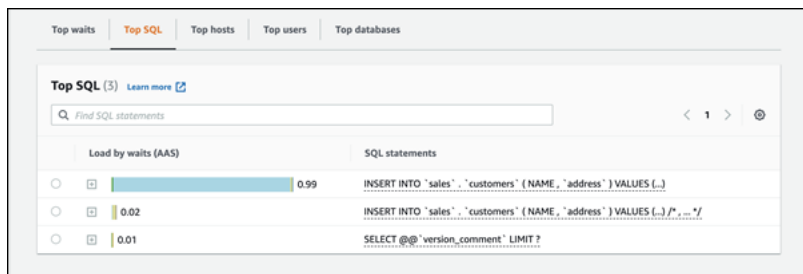 Top waits Top SQL Top hosts Top users Top databases
Top SQL (3) Learn more
Find SQL statements
1
Load by waits (AAS) SQL statements
0.99 INSERT INTO `sales` . `customers` ( NAME , `address` ) VALUES (...)
0.02 INSERT INTO `sales` . `customers` ( NAME , `address` ) VALUES (...) /* , ... */
0.01 SELECT @@ `version_comment` LIMIT ?